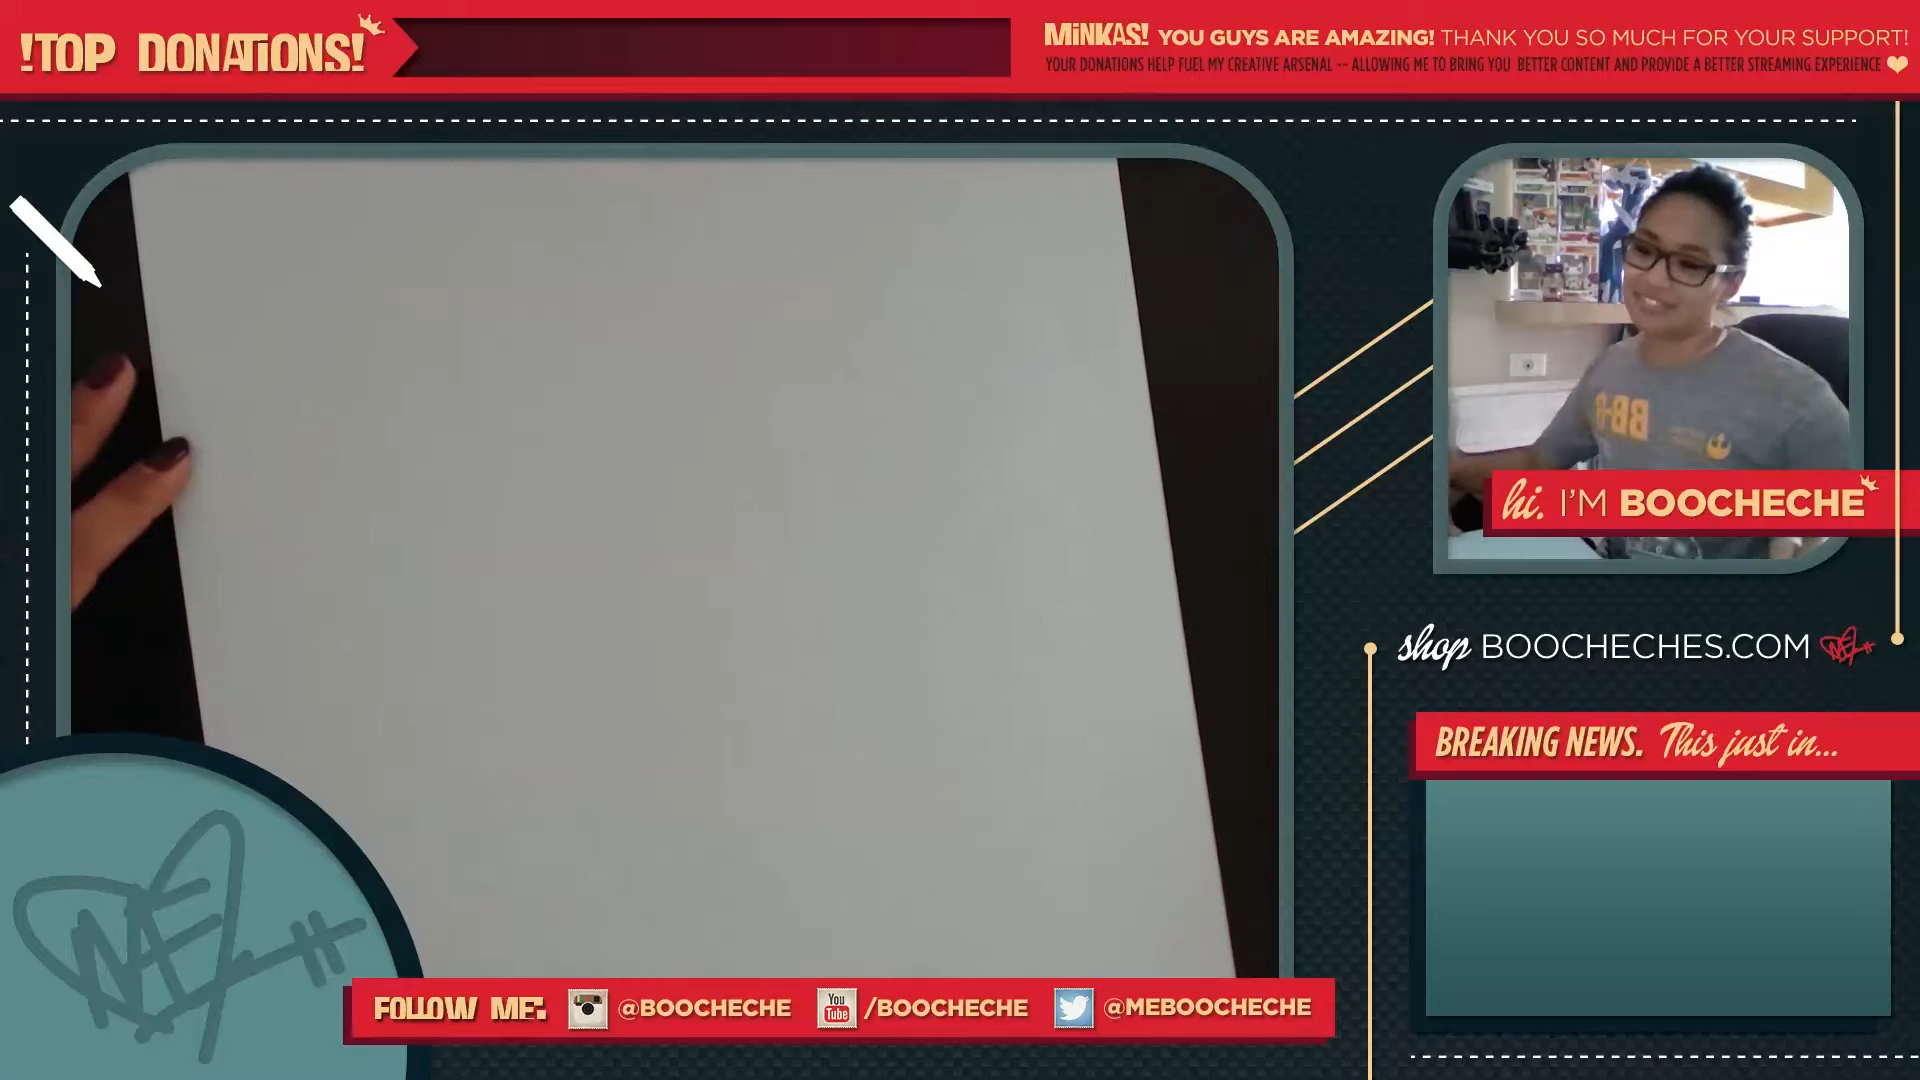 !TOP DONATIONS!
MINKAS! YOU GUYS ARE AMAZING! THANK YOU SO MUCH FOR YOUR SUPPORT!
YOUR DONATIONS HELP FUEL MY CREATIVE ARSENAL -- ALLOWING ME TO BRING YOU BETTER CONTENT AND PROVIDE A BETTER STREAMING EXPERIENCE
hi. I'M BOOCHECHE
shop BOOCHECHES.COM
BREAKING NEWS. This just in...
FOLLOW ME: @BOOCHECHE You Tube /BOOCHECHE @MEBOOCHECHE